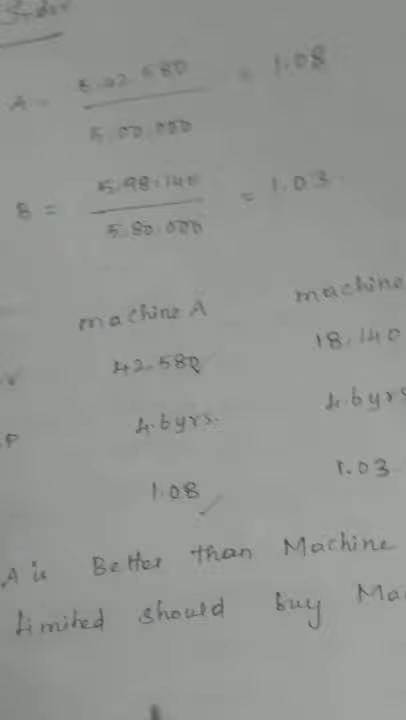 A = 5.42.580 / 5.00.000 = 1.08
B = 5.98.140 / 5.80.000 = 1.03
machine A machine
42.580 18.140
P 4.6yrs. 4.6yrs
1.08 1.03
A is Better than Machine
Limited should buy Mac